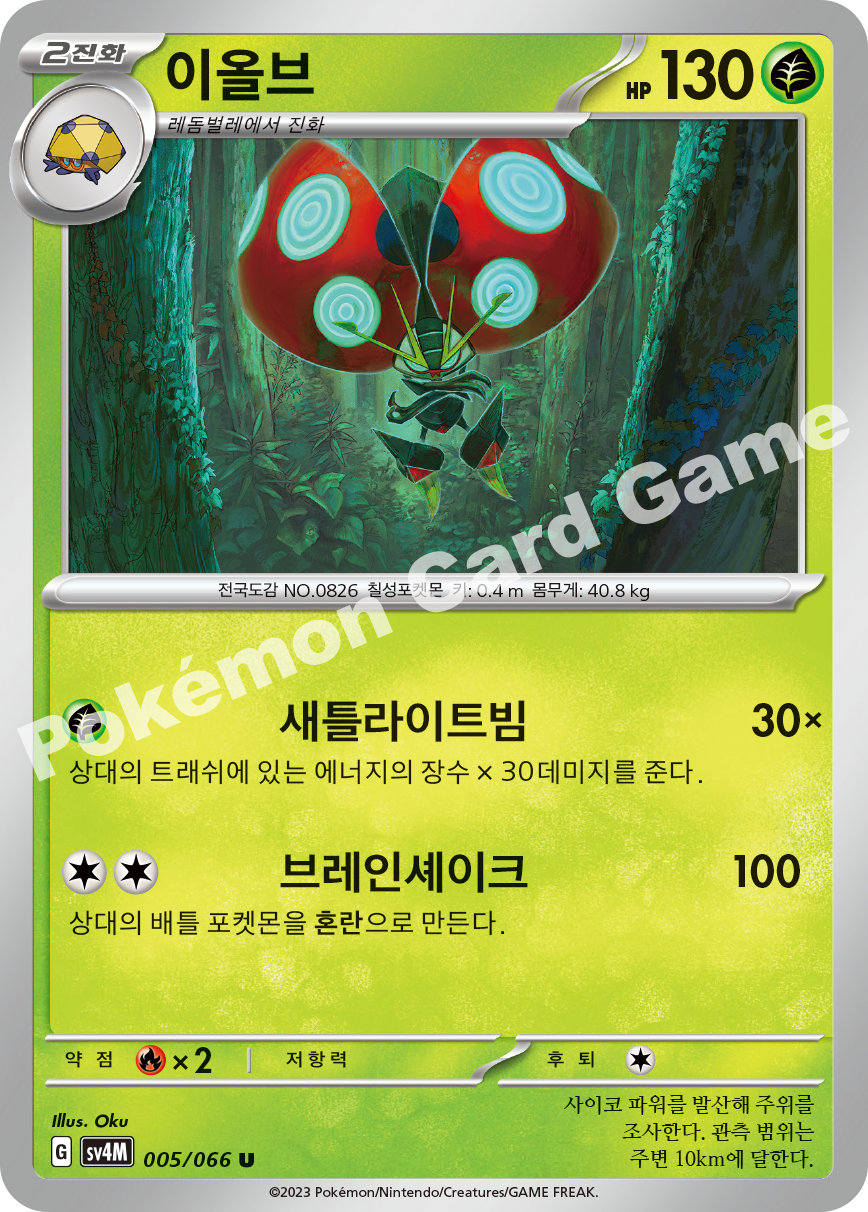 2진화
이올브
HP 130
레돔벌레에서 진화
전국도감 NO.0826 칠성포켓몬 키: 0.4 m 몸무게: 40.8 kg
Pokémon Card Game
새틀라이트빔 30×
상대의 트래쉬에 있는 에너지의 장수 × 30데미지를 준다.
브레인셰이크 100
상대의 배틀 포켓몬을 혼란으로 만든다.
약점 ×2 저항력 후퇴
Illus. Oku
사이코 파워를 발산해 주위를
조사한다. 관측 범위는
주변 10km에 달한다.
G sv4M 005/066 U
©2023 Pokémon/Nintendo/Creatures/GAME FREAK.